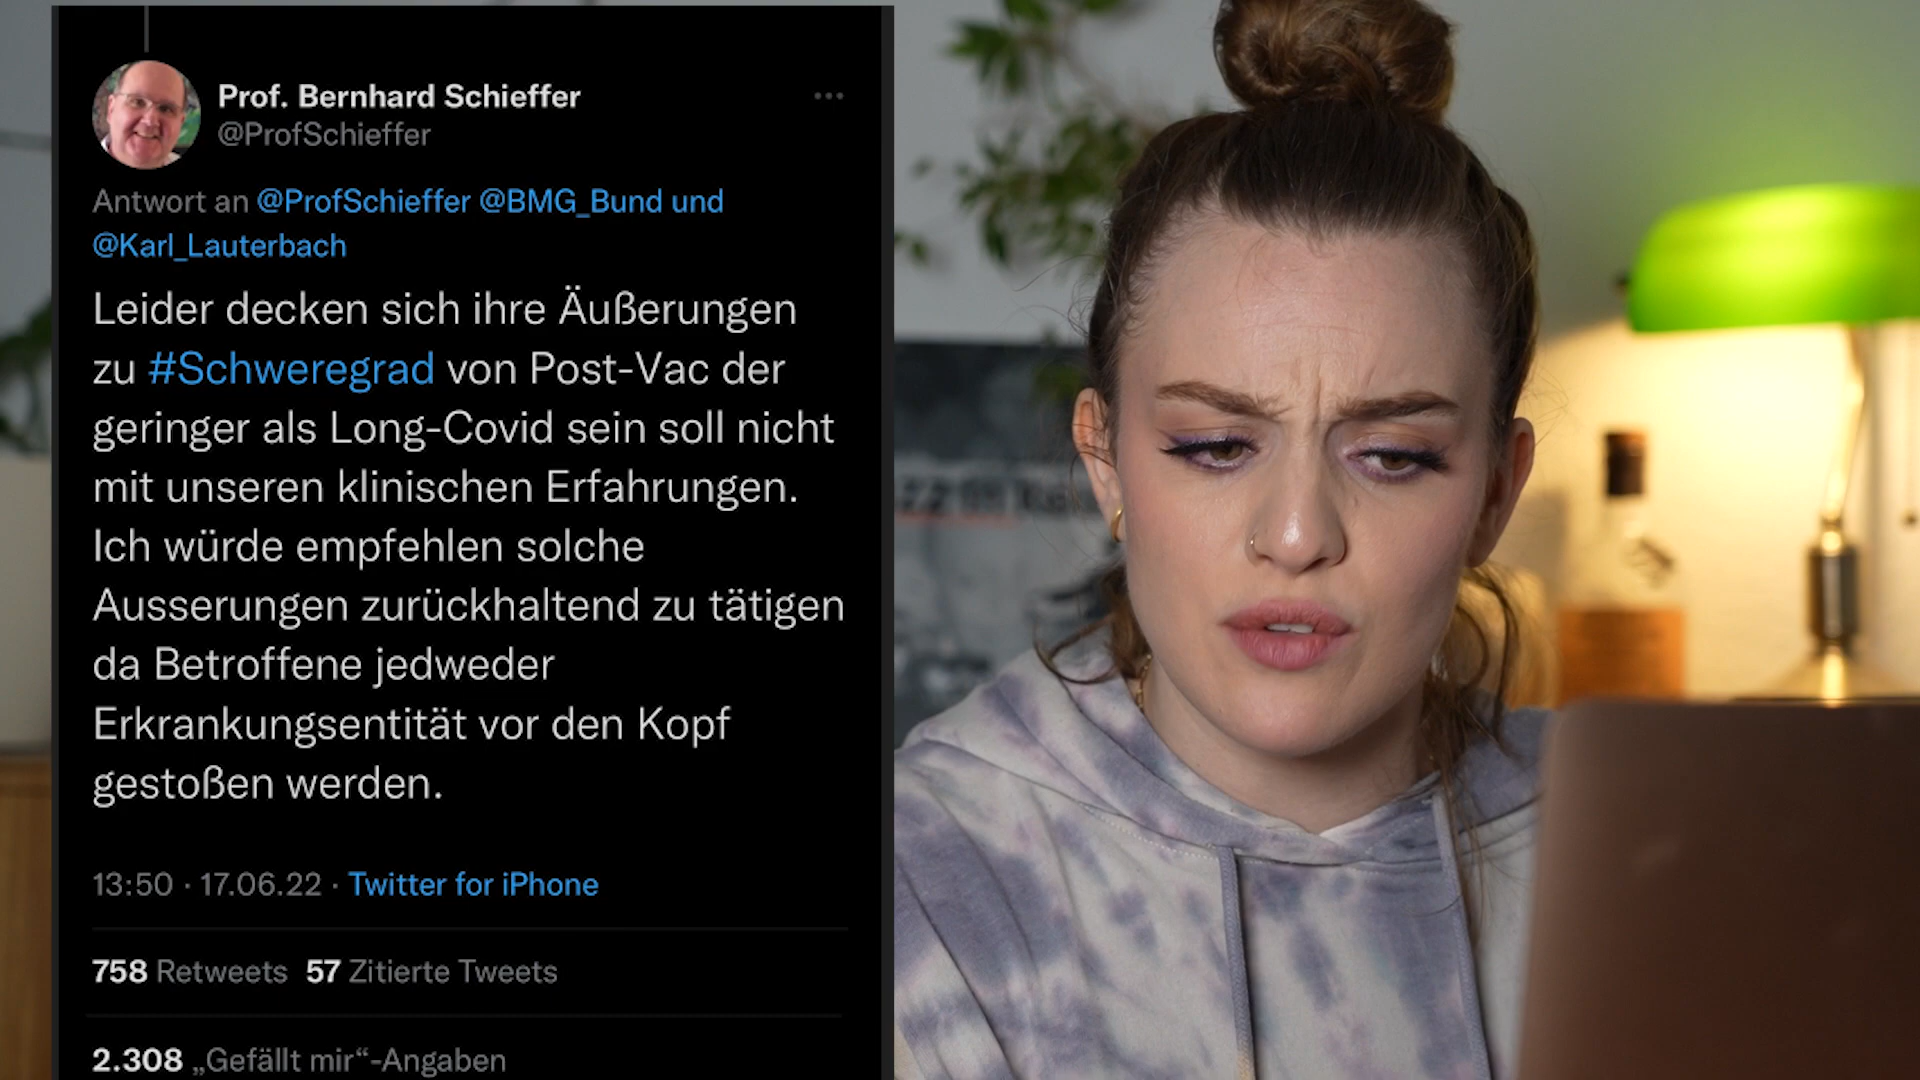 Prof. Bernhard Schieffer
@ProfSchieffer
Antwort an @ProfSchieffer @BMG_Bund und
@Karl_Lauterbach
Leider decken sich ihre Äußerungen
zu #Schweregrad von Post-Vac der
geringer als Long-Covid sein soll nicht
mit unseren klinischen Erfahrungen.
Ich würde empfehlen solche
Ausserungen zurückhaltend zu tätigen
da Betroffene jedweder
Erkrankungsentität vor den Kopf
gestoßen werden.
13:50 · 17.06.22 · Twitter for iPhone
758 Retweets 57 Zitierte Tweets
2.308 „Gefällt mir“-Angaben